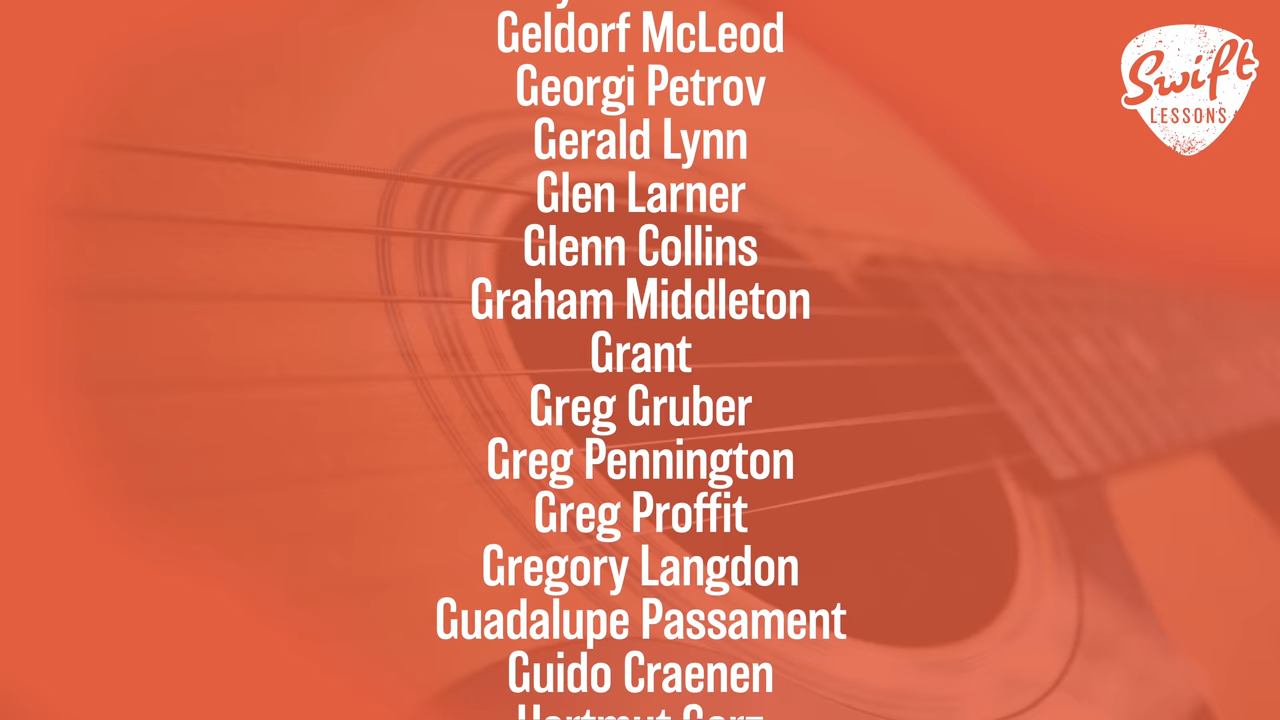 Geldorf McLeod
Georgi Petrov
Gerald Lynn
Glen Larner
Glenn Collins
Graham Middleton
Grant
Greg Gruber
Greg Pennington
Greg Proffit
Gregory Langdon
Guadalupe Passament
Guido Craenen
Swift
LESSONS